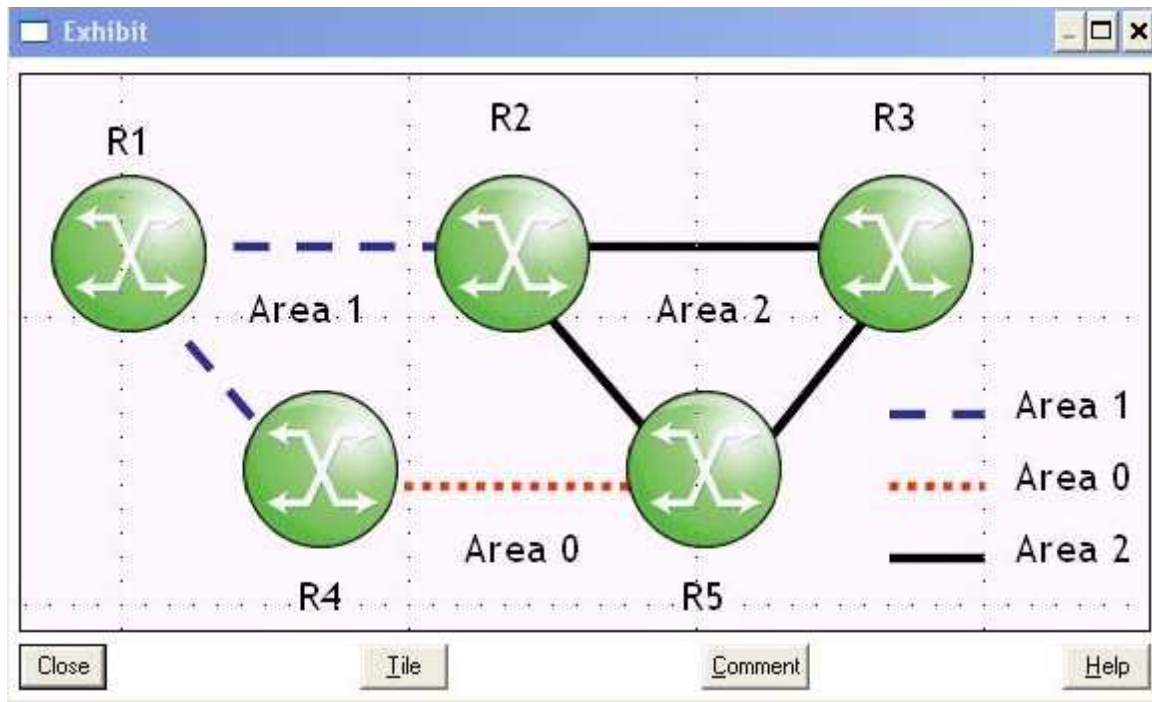 Exhibit
R1
R2
R3
Area 1
Area 2
Area 1
Area 0
Area 2
Area 0
R4
R5
Close
Tile
Comment
Help